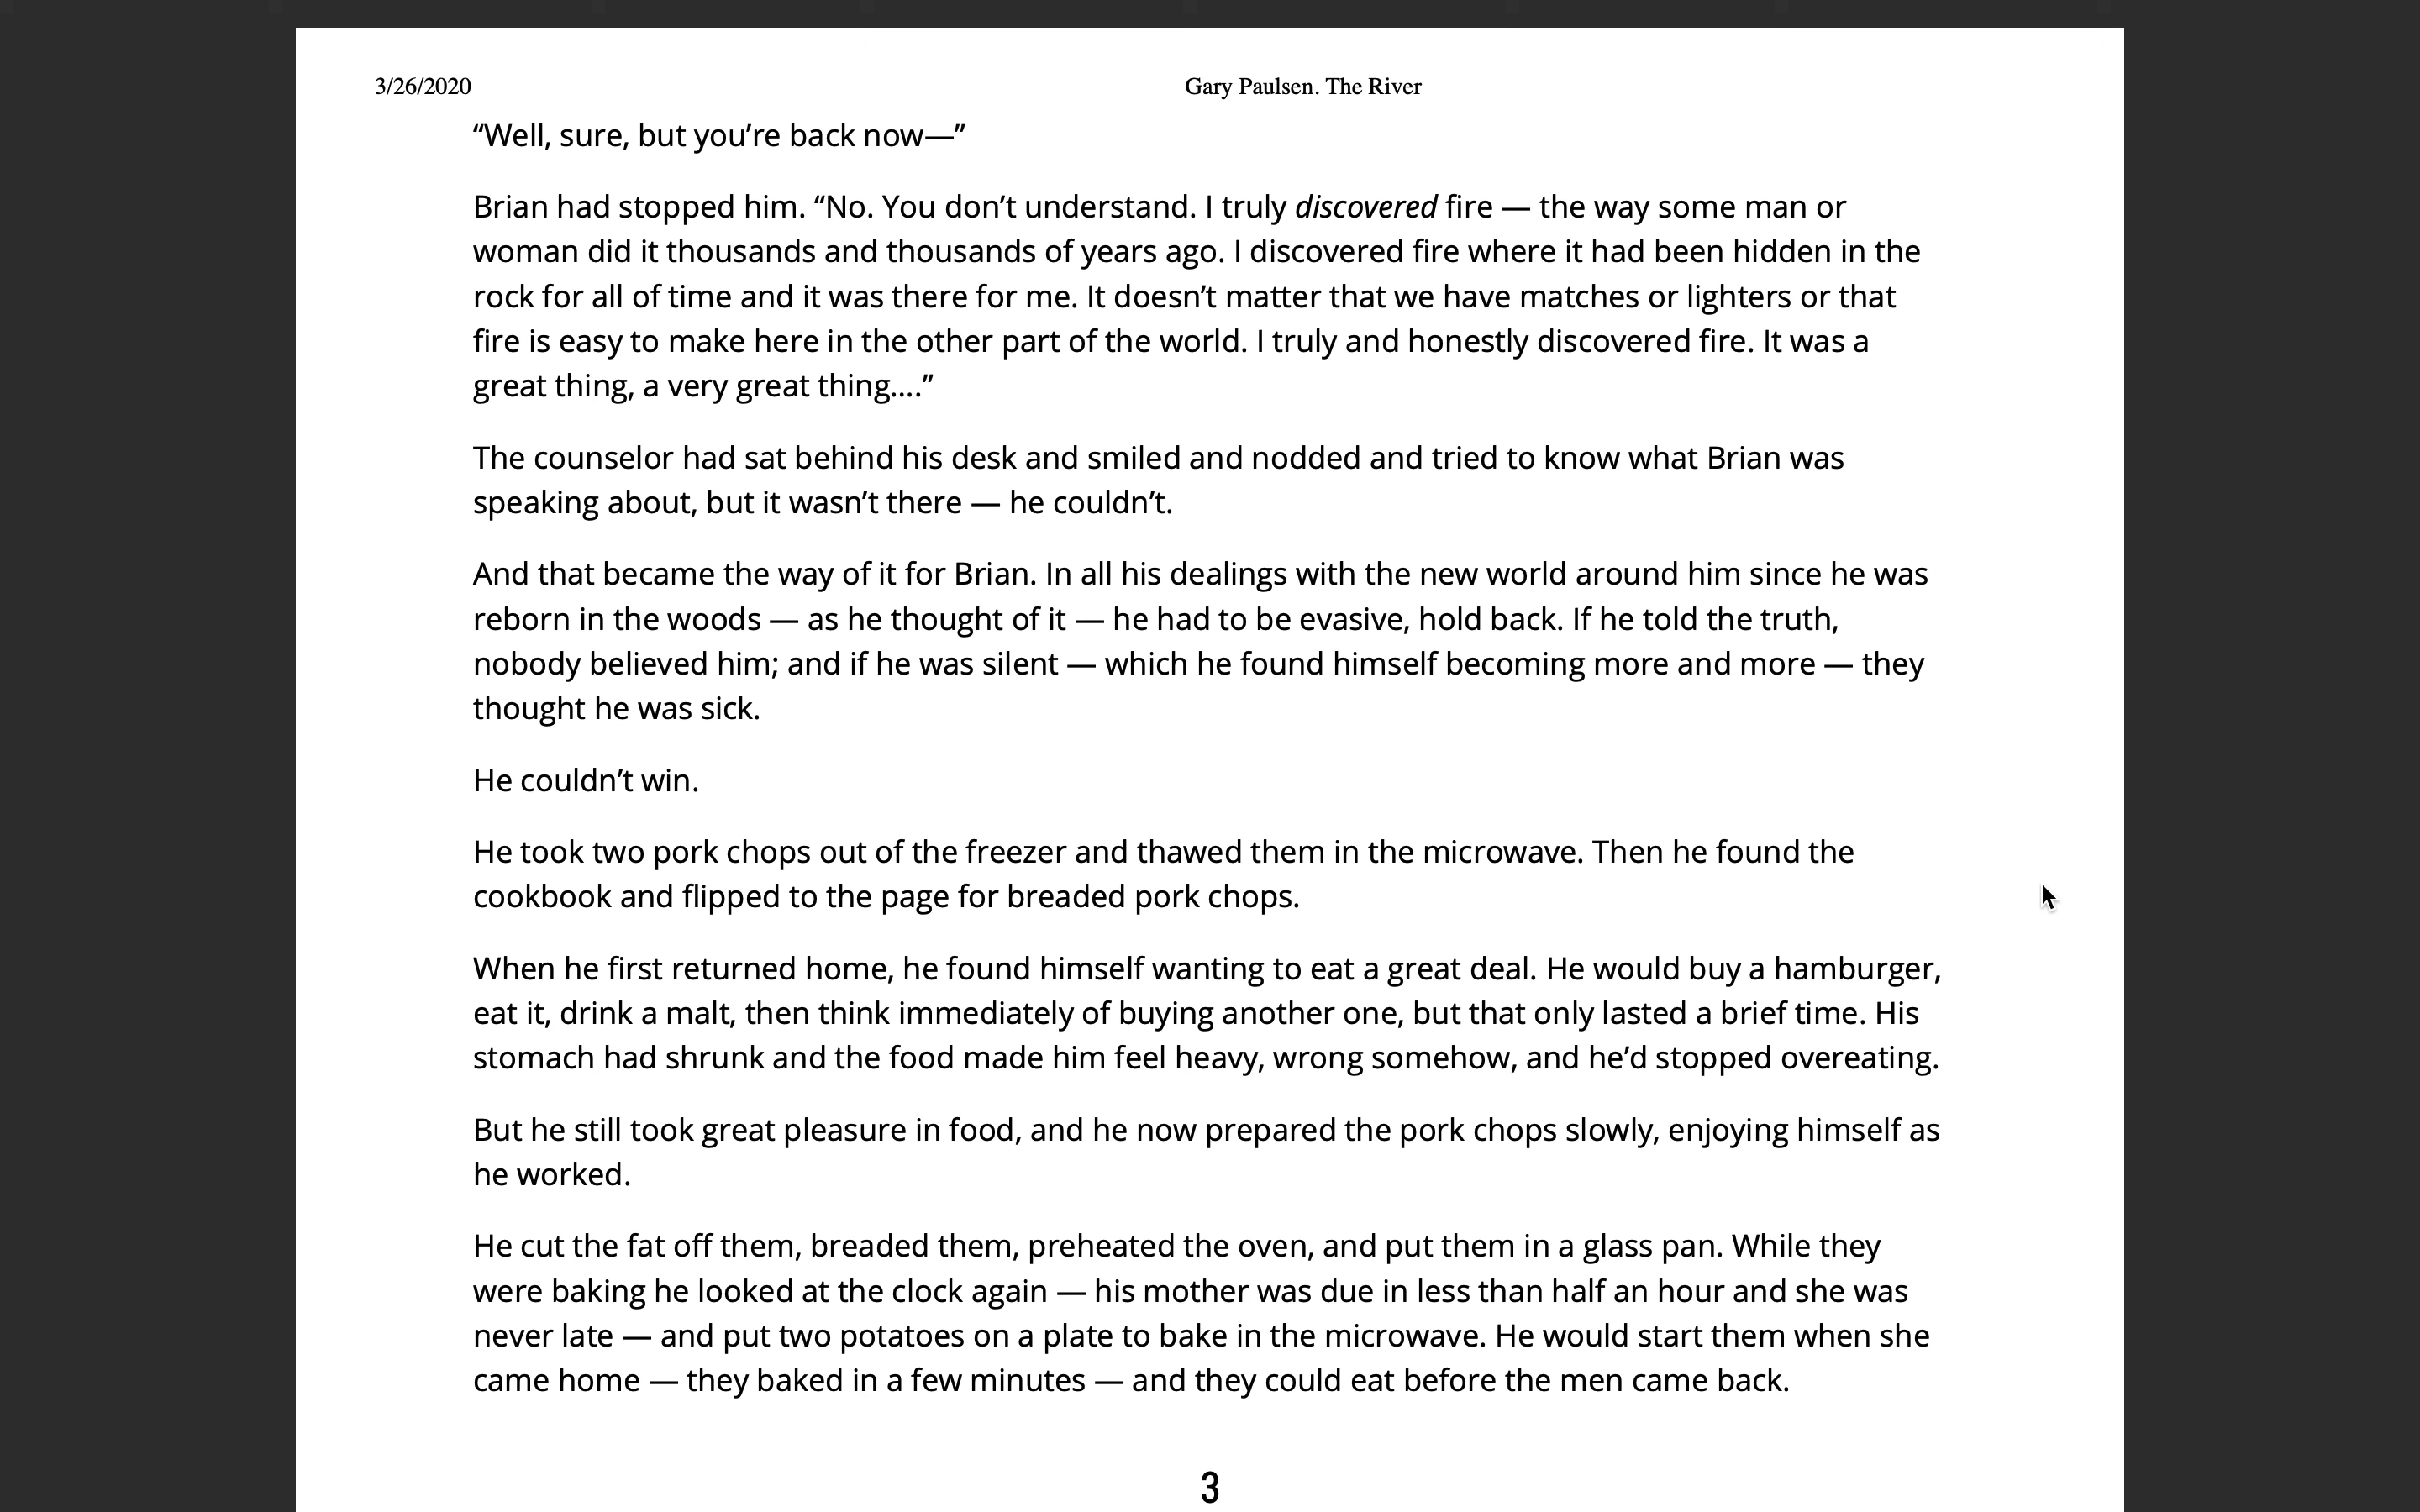 3/26/2020 Gary Paulsen. The River
“Well, sure, but you’re back now—”
Brian had stopped him. “No. You don’t understand. I truly discovered fire — the way some man or
woman did it thousands and thousands of years ago. I discovered fire where it had been hidden in the
rock for all of time and it was there for me. It doesn’t matter that we have matches or lighters or that
fire is easy to make here in the other part of the world. I truly and honestly discovered fire. It was a
great thing, a very great thing....”
The counselor had sat behind his desk and smiled and nodded and tried to know what Brian was
speaking about, but it wasn’t there — he couldn’t.
And that became the way of it for Brian. In all his dealings with the new world around him since he was
reborn in the woods — as he thought of it — he had to be evasive, hold back. If he told the truth,
nobody believed him; and if he was silent — which he found himself becoming more and more — they
thought he was sick.
He couldn’t win.
He took two pork chops out of the freezer and thawed them in the microwave. Then he found the
cookbook and flipped to the page for breaded pork chops.
When he first returned home, he found himself wanting to eat a great deal. He would buy a hamburger,
eat it, drink a malt, then think immediately of buying another one, but that only lasted a brief time. His
stomach had shrunk and the food made him feel heavy, wrong somehow, and he’d stopped overeating.
But he still took great pleasure in food, and he now prepared the pork chops slowly, enjoying himself as
he worked.
He cut the fat off them, breaded them, preheated the oven, and put them in a glass pan. While they
were baking he looked at the clock again — his mother was due in less than half an hour and she was
never late — and put two potatoes on a plate to bake in the microwave. He would start them when she
came home — they baked in a few minutes — and they could eat before the men came back.
3